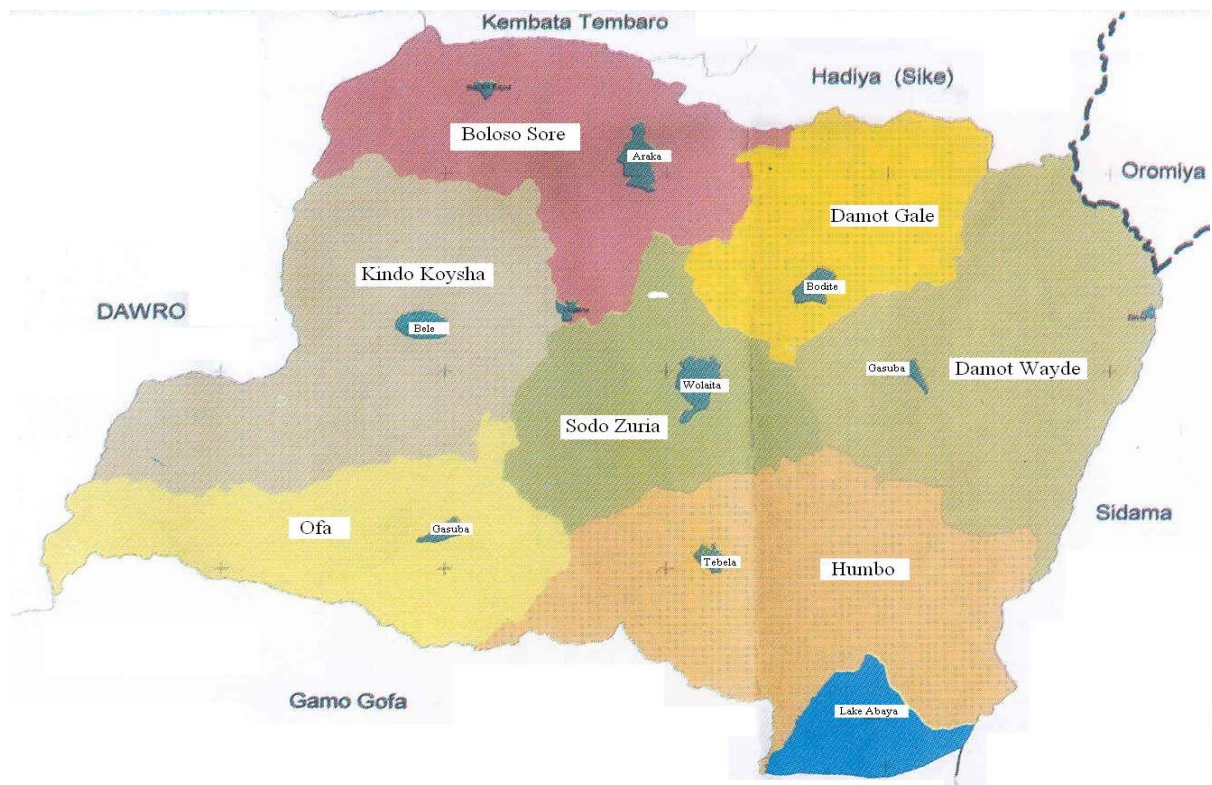 Kembata Tembaro
Hadiya (Sike)
Boloso Sore
Araka
Oromiya
Damot Gale
Kindo Koysha
Bodite
DAWRO
Bele
Gasuba
Damot Wayde
Wolaita
Sodo Zuria
Sidama
Ofa
Gasuba
Tebela
Humbo
Gamo Gofa
Lake Abaya